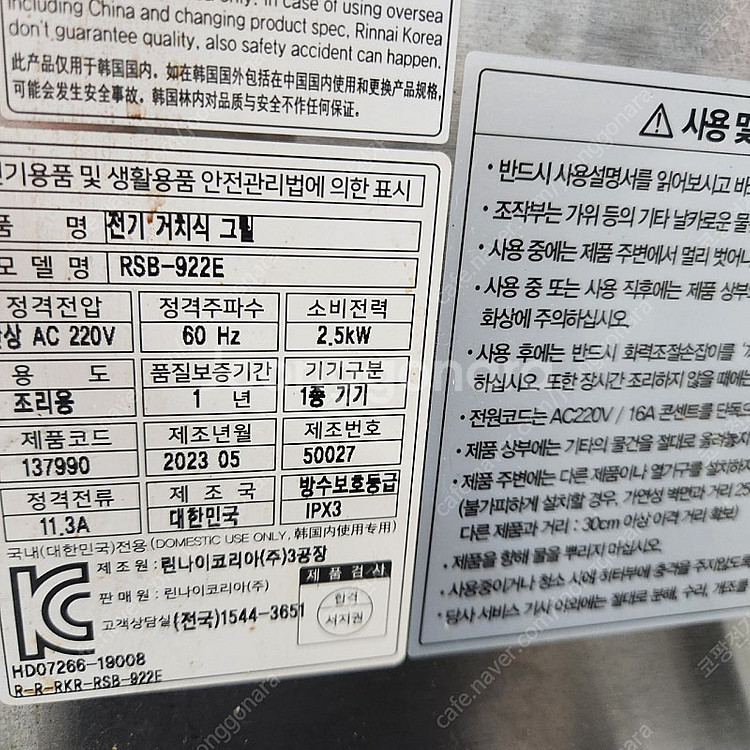 In case of using oversea
including China and changing product spec, Rinnai Korea
don't guarantee quality, also safety accident can happen.
此产品仅用于韩国国内，如在韩国国外包括在中国国内使用和更换产品规格，
可能会发生安全事故。韩国林内对品质与安全不作任何保证。
기용품 및 생활용품 안전관리법에 의한 표시
품 명 전기 거치식 그릴
모 델 명 RSB-922E
정격전압 정격주파수 소비전력
상 AC 220V 60 Hz 2.5kW
용 도 품질보증기간 기기구분
조리용 1 년 1종 기기
제품코드 제조년월 제조번호
137990 2023 05 50027
정격전류 제 조 국 방수보호등급
11.3A 대한민국 IPX3
국내(대한민국)전용 (DOMESTIC USE ONLY, 韩国内使用专用)
제 조 원 : 린나이코리아(주)3공장
판 매 원 : 린나이코리아(주)
고객상담실(전국)1544-3651
제 품 검 사
합격
서지권
HD07266-19008
R-R-RKR-RSB-922E
⚠ 사용 및
• 반드시 사용설명서를 읽어보시고 바
• 조작부는 가위 등의 기타 날카로운 물
• 사용 중에는 제품 주변에서 멀리 벗어나
• 사용 중 또는 사용 직후에는 제품 상부
화상에 주의하십시오.
• 사용 후에는 반드시 화력조절손잡이를
하십시오. 또한 장시간 조리하지 않을 때에는
• 전원코드는 AC220V / 16A 콘센트를 단독으
• 제품 상부에는 기타의 물건을 절대로 올려놓지
• 제품 주변에는 다른 제품이나 열기구를 설치하지
(불가피하게 설치할 경우, 가연성 벽면과 거리 25
다른 제품과 거리 : 30cm 이상 이격 거리 확보)
• 제품을 향해 물을 뿌리지 마십시오.
• 사용중이거나 청소 시에 히터부에 충격을 주지않도록
• 당사 서비스 기사 이외에는 절대로 분해, 수리, 개조를
cafe.naver.com/joonggonara